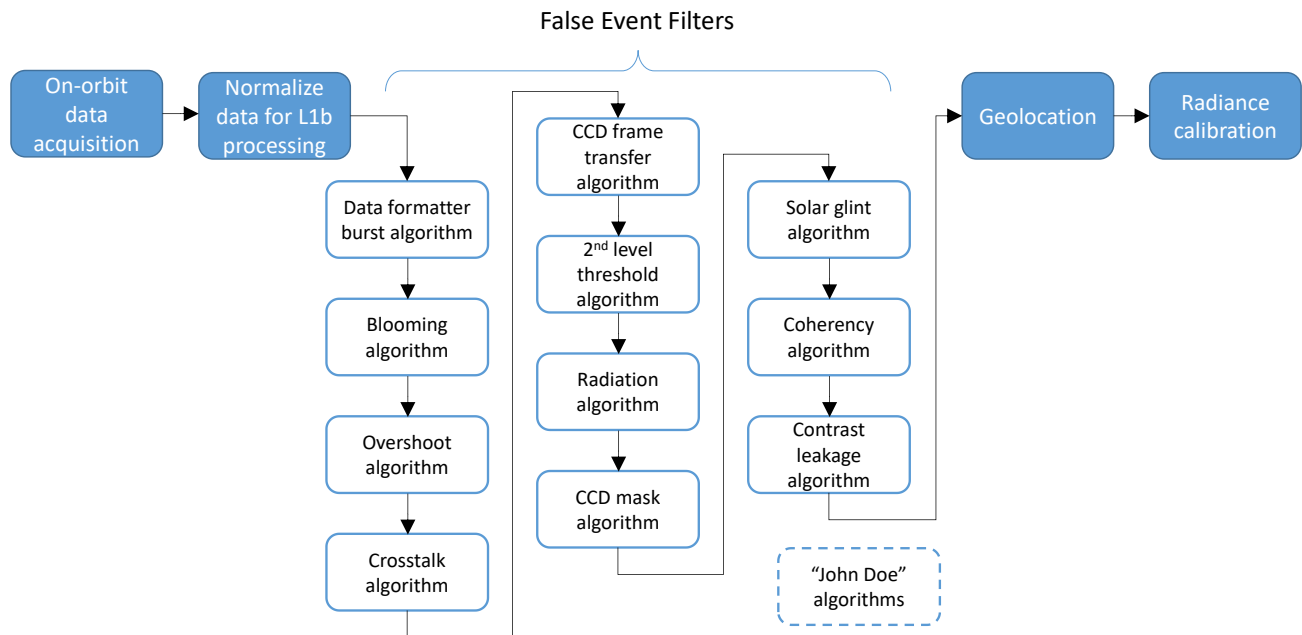 False Event Filters
On-orbit
data
acquisition
Normalize
data for L1b
processing
Data formatter
burst algorithm
Blooming
algorithm
Overshoot
algorithm
Crosstalk
algorithm
CCD frame
transfer
algorithm
2nd level
threshold
algorithm
Radiation
algorithm
CCD mask
algorithm
Solar glint
algorithm
Coherency
algorithm
Contrast
leakage
algorithm
“John Doe”
algorithms
Geolocation
Radiance
calibration